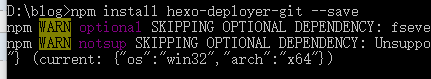 D:\blog>npm install hexo-deployer-git --save
npm WARN optional SKIPPING OPTIONAL DEPENDENCY: fseve
npm WARN notsup SKIPPING OPTIONAL DEPENDENCY: Unsuppo
"} (current: {"os":"win32","arch":"x64"})